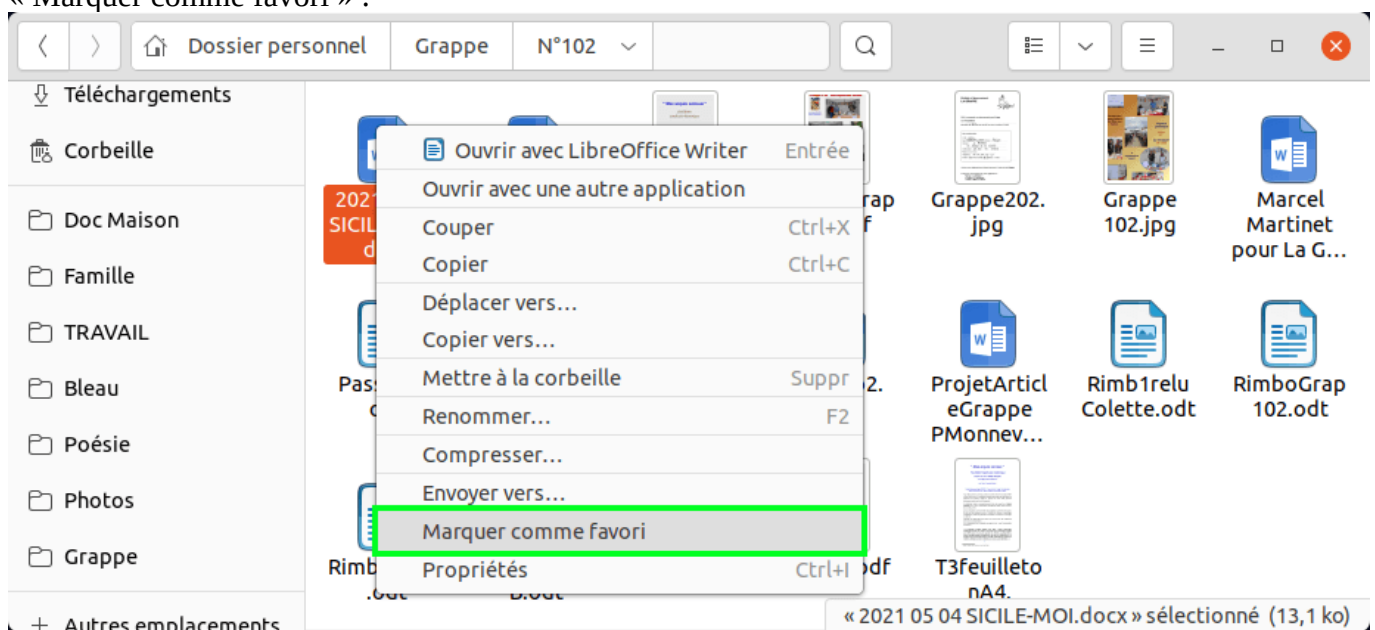 « Marquer comme favori » :
Dossier personnel
Grappe
N°102
Téléchargements
Corbeille
Doc Maison
Famille
TRAVAIL
Bleau
Poésie
Photos
Grappe
+ Autres emplacements
SICIL
Ouvrir avec LibreOffice Writer Entrée
Ouvrir avec une autre application
Couper Ctrl+X
Copier Ctrl+C
Déplacer vers...
Copier vers...
Mettre à la corbeille Suppr
Renommer... F2
Compresser...
Envoyer vers...
Marquer comme favori
Propriétés Ctrl+I
Grappe202.
jpg
Grappe
102.jpg
Marcel
Martinet
pour La G...
ProjetArticl
eGrappe
PMonnev...
Rimb1relu
Colette.odt
RimboGrap
102.odt
T3feuilleto
nA4.
« 2021 05 04 SICILE-MOI.docx » sélectionné (13,1 ko)